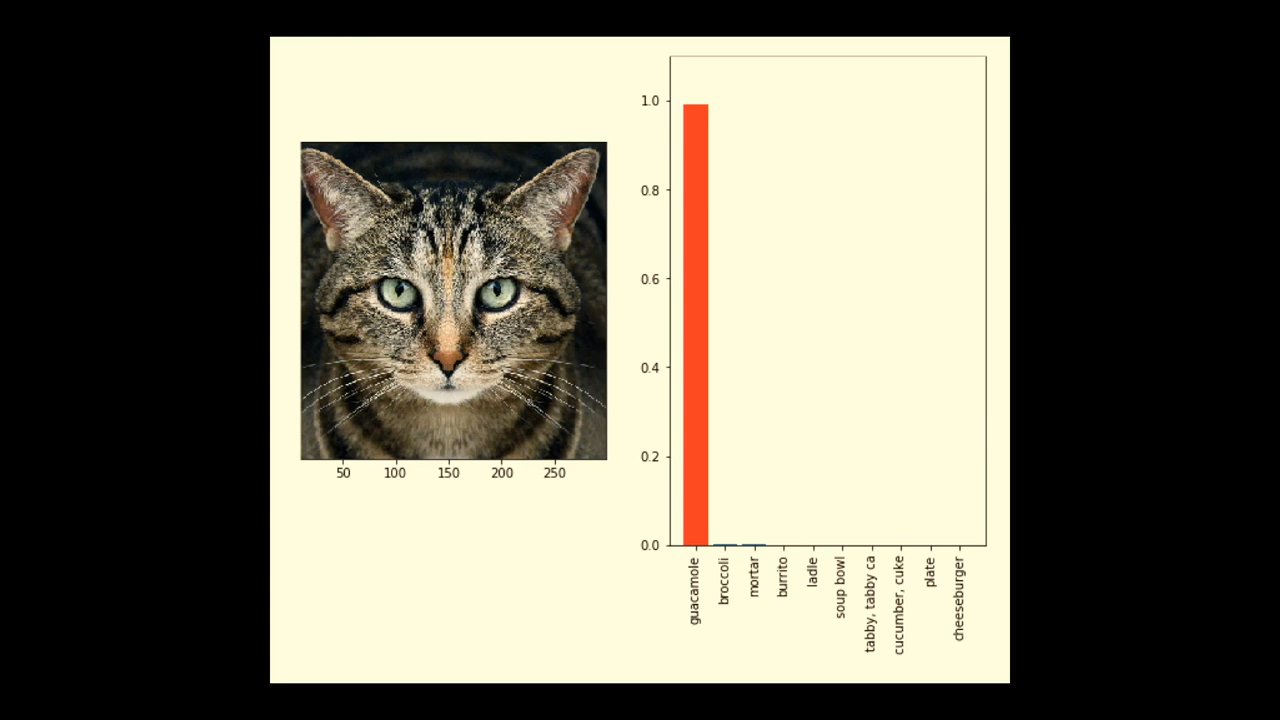 1.0
0.8
0.6
0.4
0.2
0.0
50 100 150 200 250
guacamole
broccoli
mortar
burrito
ladle
soup bowl
tabby, tabby ca
cucumber, cuke
plate
cheeseburger